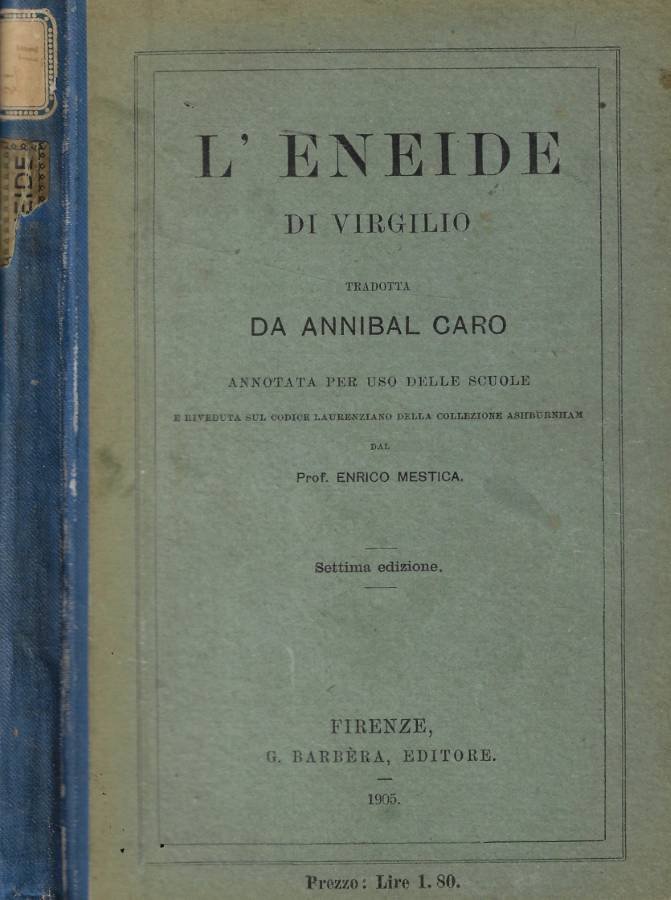 L' ENEIDE
DI VIRGILIO
TRADOTTA
DA ANNIBAL CARO
ANNOTATA PER USO DELLE SCUOLE
E RIVEDUTA SUL CODICE LAURENZIANO DELLA COLLEZIONE ASHBURNHAM
DAL
Prof. ENRICO MESTICA.
Settima edizione.
FIRENZE,
G. BARBÈRA, EDITORE.
1905.
Prezzo: Lire 1. 80.
EIDE